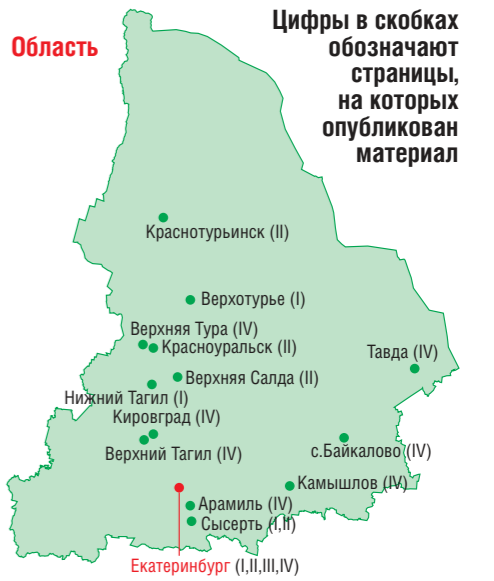 Цифры в скобках
обозначают
страницы,
на которых
опубликован
материал
Область
Краснотурьинск (II)
Верхотурье (I)
Верхняя Тура (IV)
Красноуральск (II)
Тавда (IV)
Верхняя Салда (II)
Нижний Тагил (I)
Кировград (IV)
Верхний Тагил (IV)
с.Байкалово (IV)
Камышлов (IV)
Арамиль (IV)
Сысерть (I,II)
Екатеринбург (I,II,III,IV)